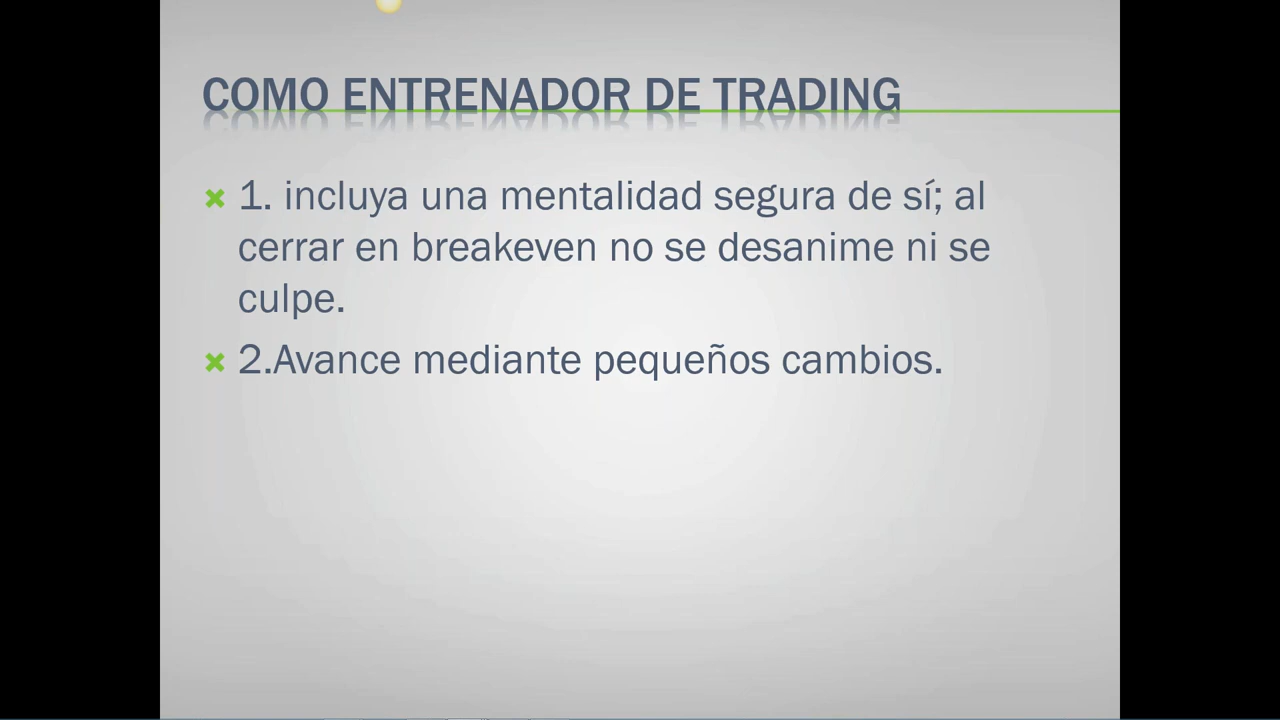 COMO ENTRENADOR DE TRADING
1. incluya una mentalidad segura de sí; al
cerrar en breakeven no se desanime ni se
culpe.
2.Avance mediante pequeños cambios.